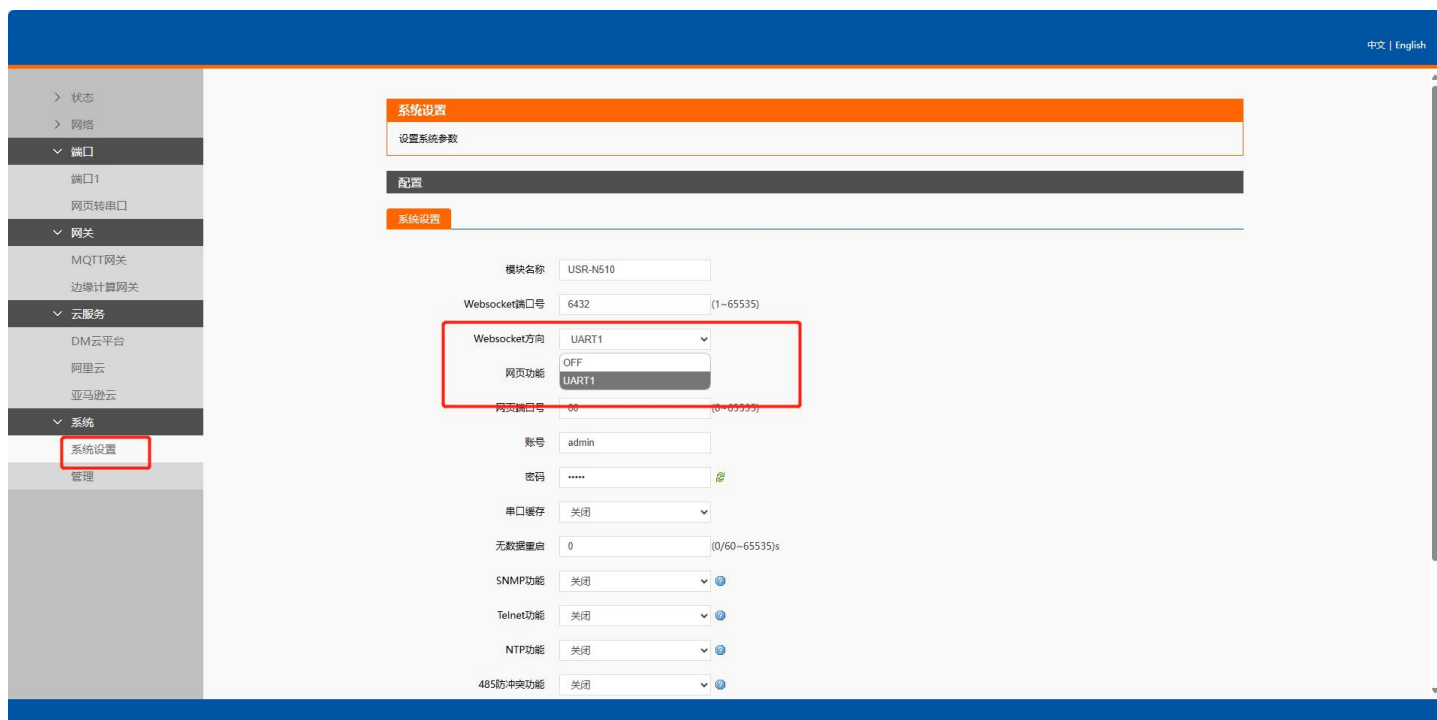 中文 | English
状态
网络
端口
端口1
网页转串口
网关
MQTT网关
边缘计算网关
云服务
DM云平台
阿里云
亚马逊云
系统
系统设置
管理
系统设置
设置系统参数
配置
系统设置
模块名称 USR-N510
Websocket端口号 6432 (1~65535)
Websocket方向 UART1
OFF
网页功能
UART1
网页端口号 80 (0~65535)
账号 admin
密码 •••••
串口缓存 关闭
无数据重启 0 (0/60~65535)s
SNMP功能 关闭
Telnet功能 关闭
NTP功能 关闭
485防冲突功能 关闭